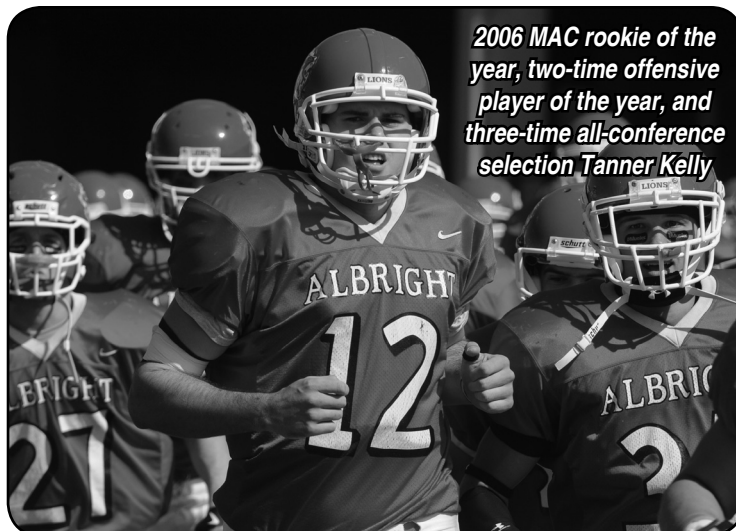 2006 MAC rookie of the
year, two-time offensive
player of the year, and
three-time all-conference
selection Tanner Kelly
LIONS
LIONS
schutt
ALBRIGHT
12
LBRIGHT
27
ALBRIG